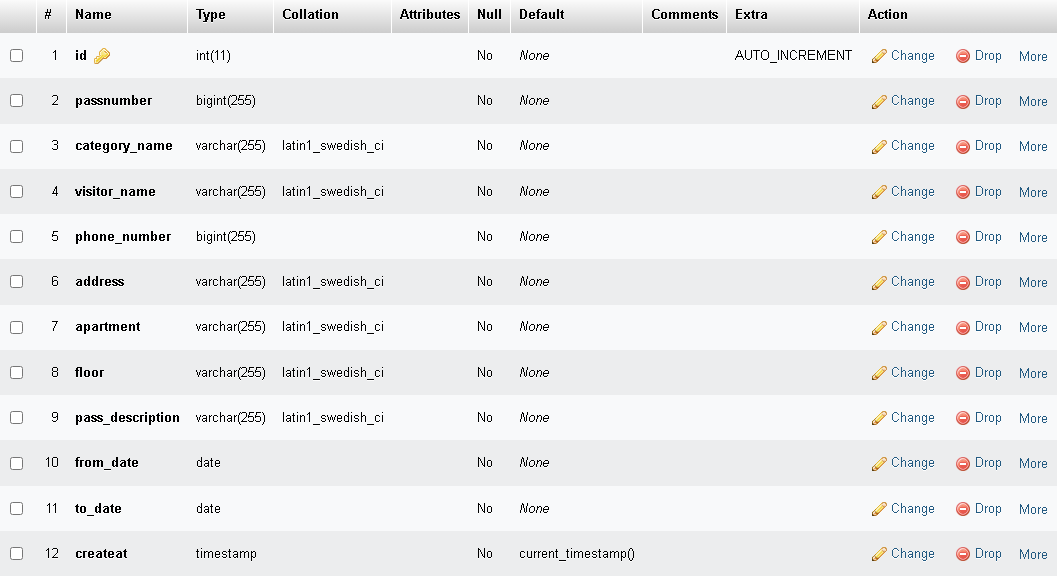 # Name Type Collation Attributes Null Default Comments Extra Action
1 id int(11) No None AUTO_INCREMENT Change Drop More
2 passnumber bigint(255) No None Change Drop More
3 category_name varchar(255) latin1_swedish_ci No None Change Drop More
4 visitor_name varchar(255) latin1_swedish_ci No None Change Drop More
5 phone_number bigint(255) No None Change Drop More
6 address varchar(255) latin1_swedish_ci No None Change Drop More
7 apartment varchar(255) latin1_swedish_ci No None Change Drop More
8 floor varchar(255) latin1_swedish_ci No None Change Drop More
9 pass_description varchar(255) latin1_swedish_ci No None Change Drop More
10 from_date date No None Change Drop More
11 to_date date No None Change Drop More
12 createat timestamp No current_timestamp() Change Drop More